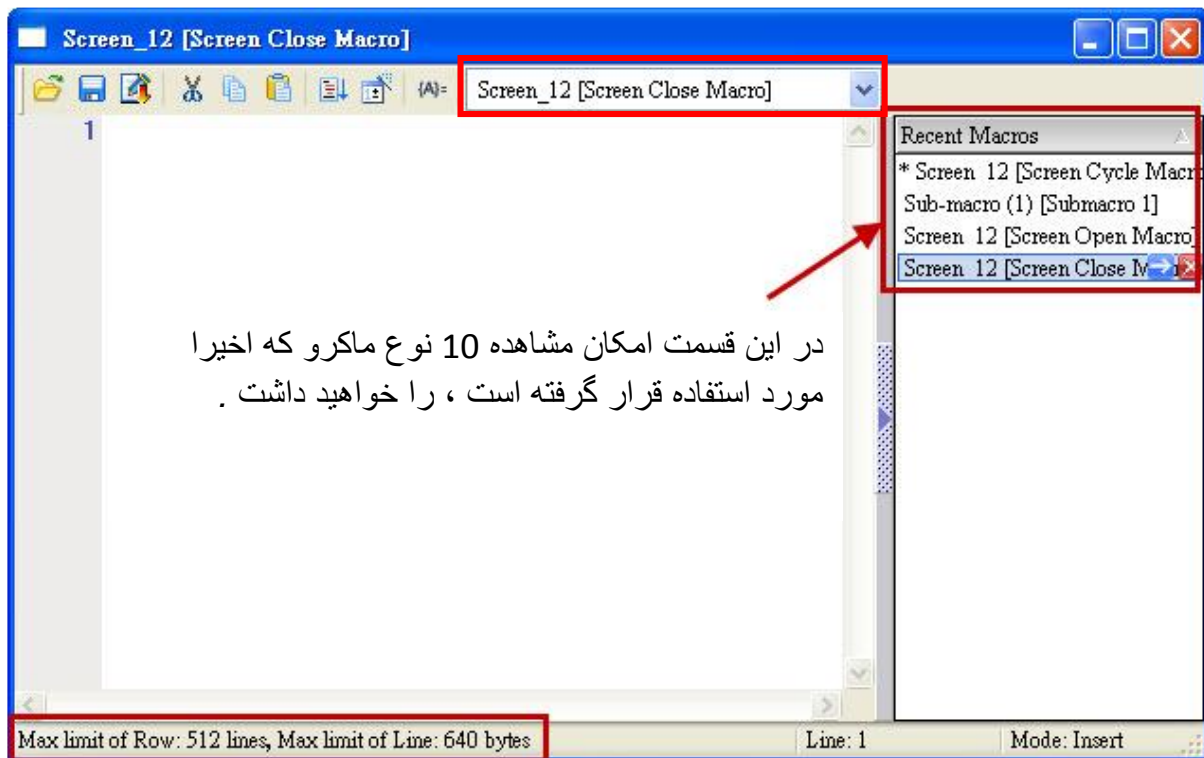 Screen_12 [Screen Close Macro]
(A)= Screen_12 [Screen Close Macro]
1
Recent Macros
* Screen_12 [Screen Cycle Macr
Sub-macro (1) [Submacro 1]
Screen_12 [Screen Open Macro]
Screen_12 [Screen Close M
در این قسمت امکان مشاهده 10 نوع ماکرو که اخیرا
مورد استفاده قرار گرفته است ، را خواهید داشت .
Max limit of Row: 512 lines, Max limit of Line: 640 bytes
Line: 1
Mode: Insert